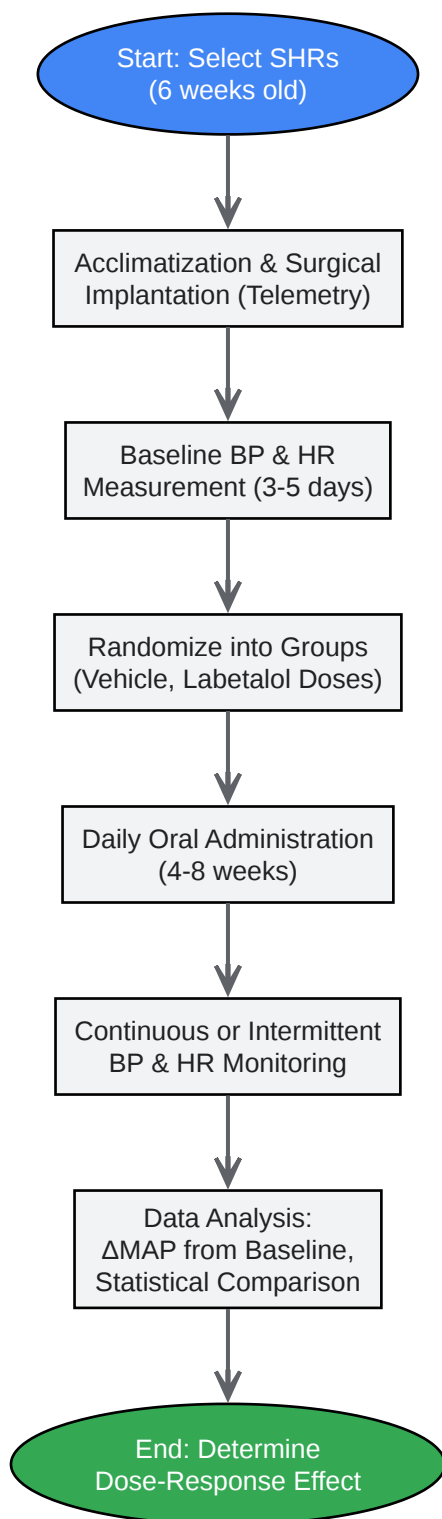 Start: Select SHRs
(6 weeks old)
Acclimatization & Surgical
Implantation (Telemetry)
Baseline BP & HR
Measurement (3-5 days)
Randomize into Groups
(Vehicle, Labetalol Doses)
Daily Oral Administration
(4-8 weeks)
Continuous or Intermittent
BP & HR Monitoring
Data Analysis:
ΔMAP from Baseline,
Statistical Comparison
End: Determine
Dose-Response Effect